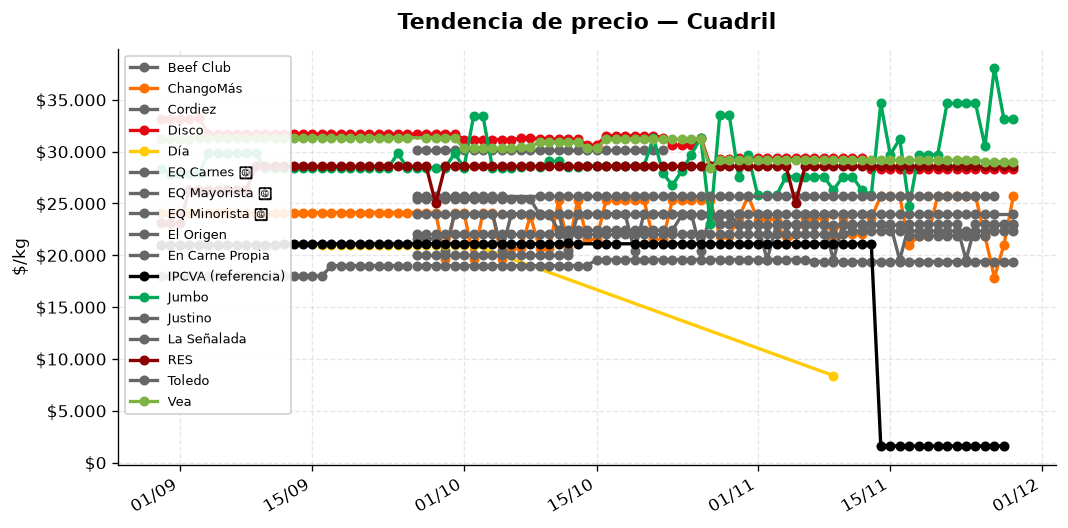 Tendencia de precio — Cuadril
$/kg
$35.000
$30.000
$25.000
$20.000
$15.000
$10.000
$5.000
$0
Beef Club
ChangoMás
Cordiez
Disco
Día
EQ Carnes
EQ Mayorista
EQ Minorista
El Origen
En Carne Propia
IPCVA (referencia)
Jumbo
Justino
La Señalada
RES
Toledo
Vea
01/09
15/09
01/10
15/10
01/11
15/11
01/12